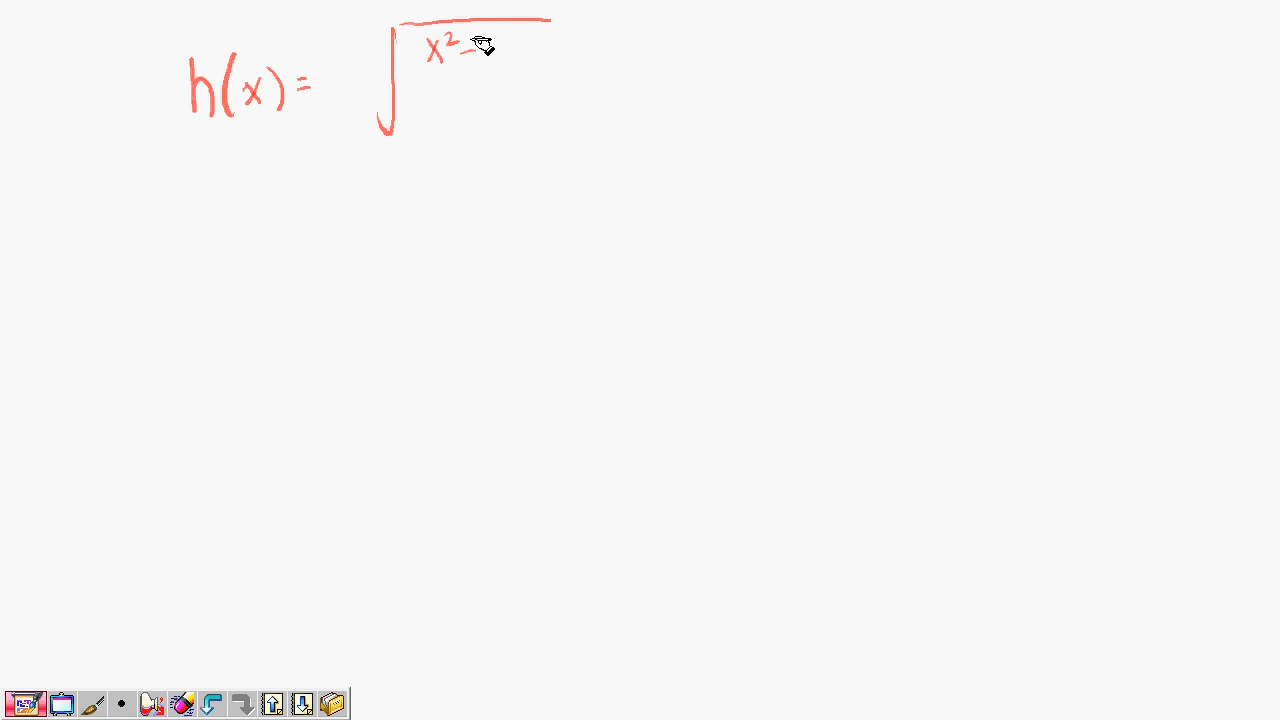 h(x) = √x² -